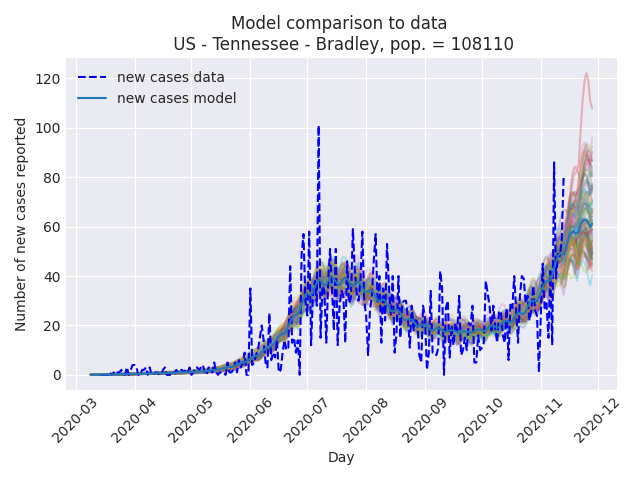 Model comparison to data
US - Tennessee - Bradley, pop. = 108110
new cases data
new cases model
Number of new cases reported
120
100
80
60
40
20
0
2020-03
2020-04
2020-05
2020-06
2020-07
2020-08
2020-09
2020-10
2020-11
2020-12
Day